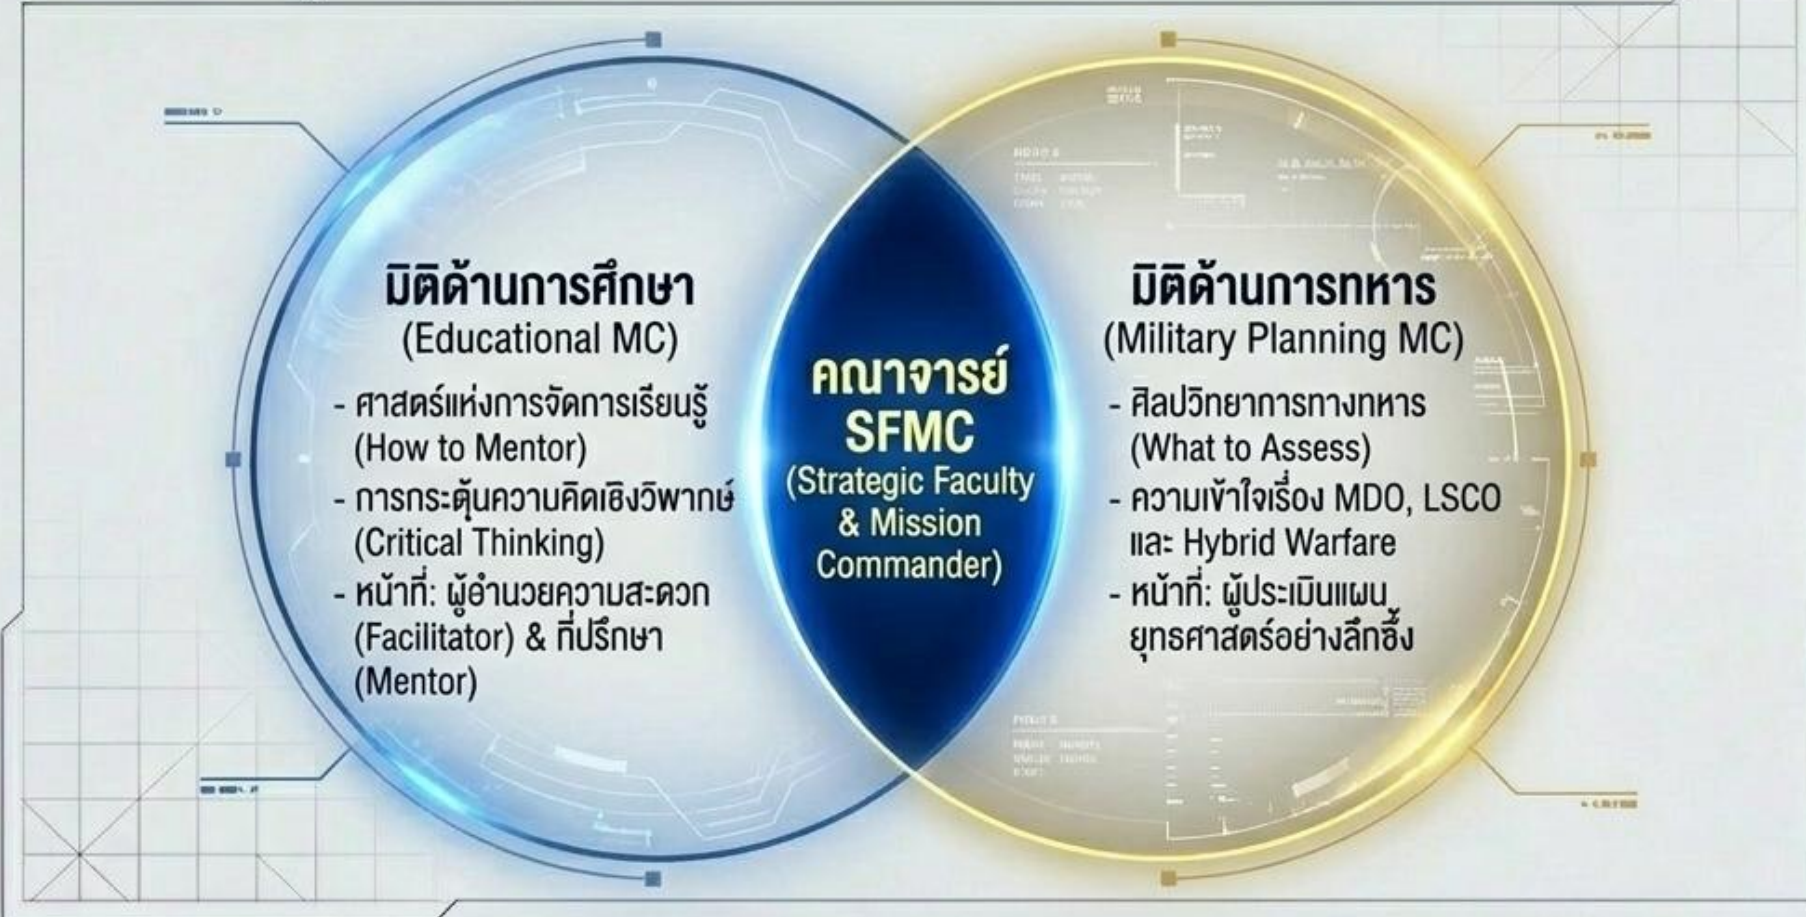 มิติด้านการศึกษา
(Educational MC)
- ศาสตร์แห่งการจัดการเรียนรู้
(How to Mentor)
- การกระตุ้นความคิดเชิงวิพากษ์
(Critical Thinking)
- หน้าที่: ผู้อำนวยความสะดวก
(Facilitator) & ที่ปรึกษา
(Mentor)
คณาจารย์
SFMC
(Strategic Faculty
& Mission
Commander)
มิติด้านการทหาร
(Military Planning MC)
- ศิลปวิทยาการทางทหาร
(What to Assess)
- ความเข้าใจเรื่อง MDO, LSCO
และ Hybrid Warfare
- หน้าที่: ผู้ประเมินแผน
ยุทธศาสตร์อย่างลึกซึ้ง